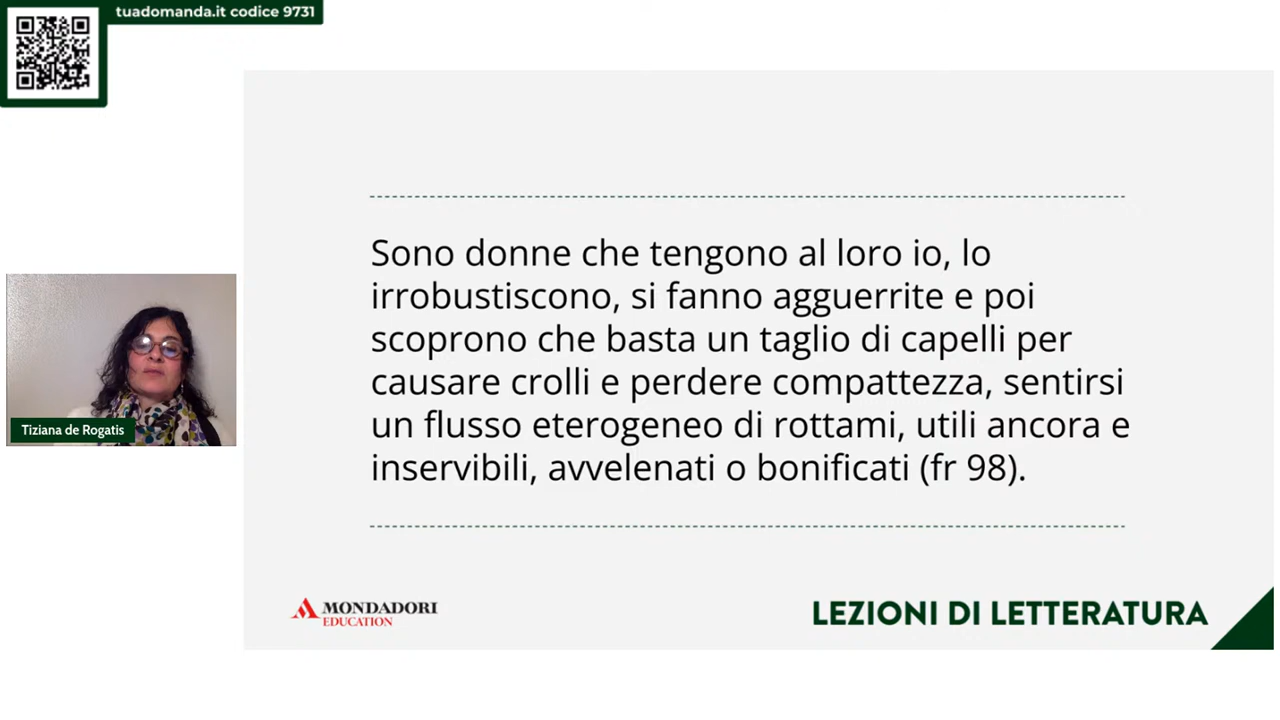 tuadomanda.it codice 9731
Sono donne che tengono al loro io, lo
irrobustiscono, si fanno agguerrite e poi
scoprono che basta un taglio di capelli per
causare crolli e perdere compattezza, sentirsi
un flusso eterogeneo di rottami, utili ancora e
inservibili, avvelenati o bonificati (fr 98).
Tiziana de Rogatis
MONDADORI
EDUCATION
LEZIONI DI LETTERATURA